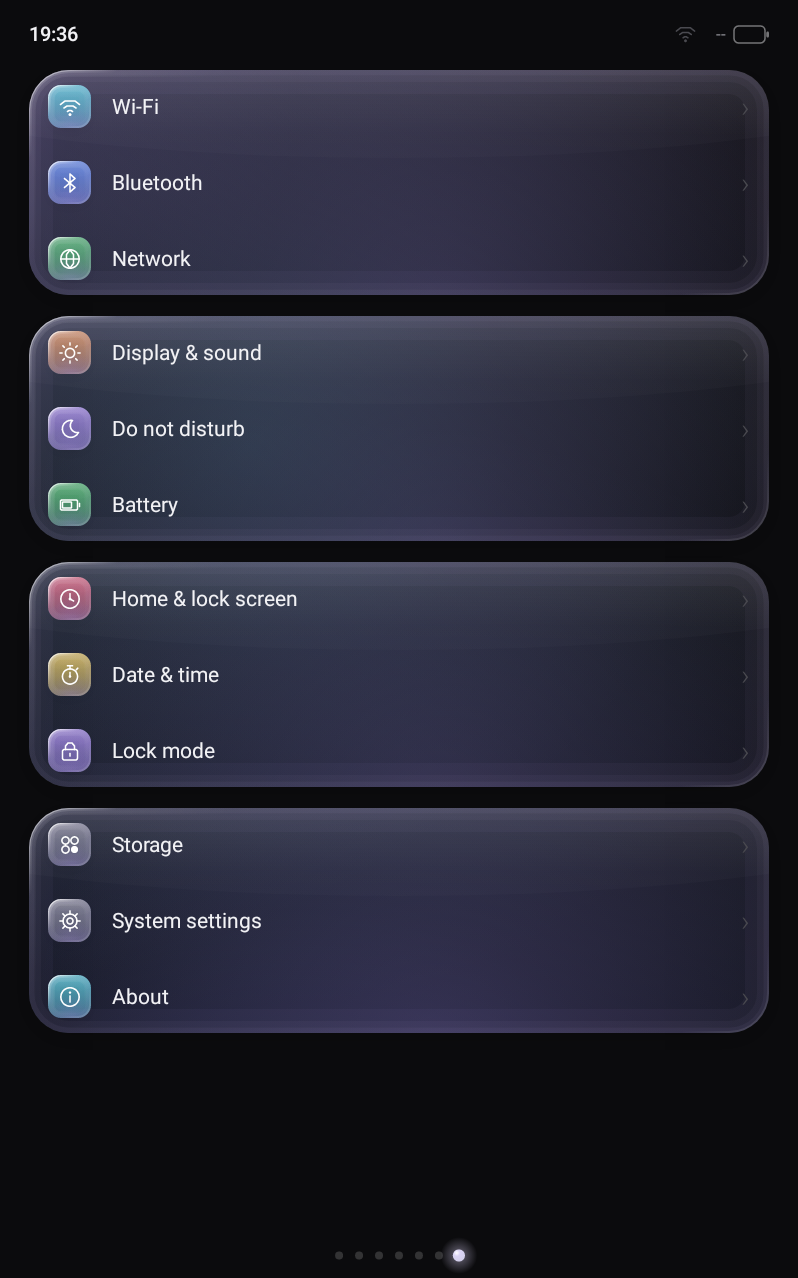 19:36
--
Wi-Fi
Bluetooth
Network
Display & sound
Do not disturb
Battery
Home & lock screen
Date & time
Lock mode
Storage
System settings
About